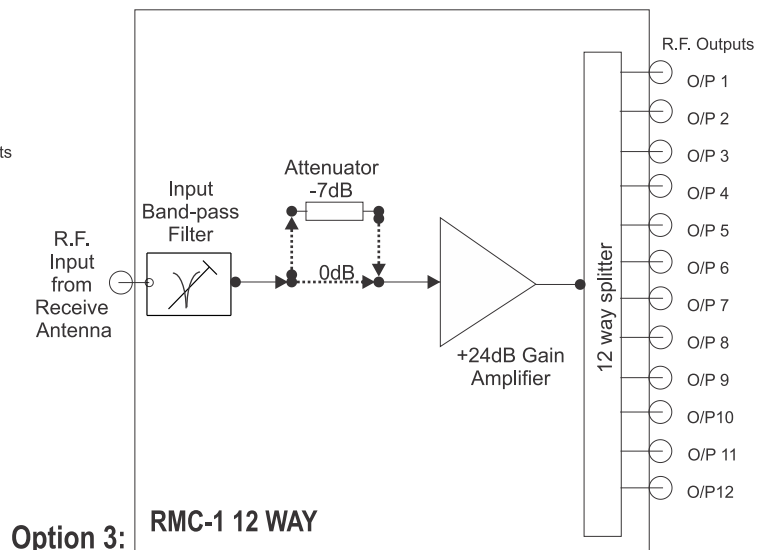 R.F. Outputs
O/P 1
O/P 2
O/P 3
O/P 4
O/P 5
O/P 6
O/P 7
O/P 8
O/P 9
O/P10
O/P 11
O/P12
ts
Attenuator
-7dB
0dB
Input
Band-pass
Filter
R.F.
Input
from
Receive
Antenna
+24dB Gain
Amplifier
12 way splitter
Option 3:
RMC-1 12 WAY